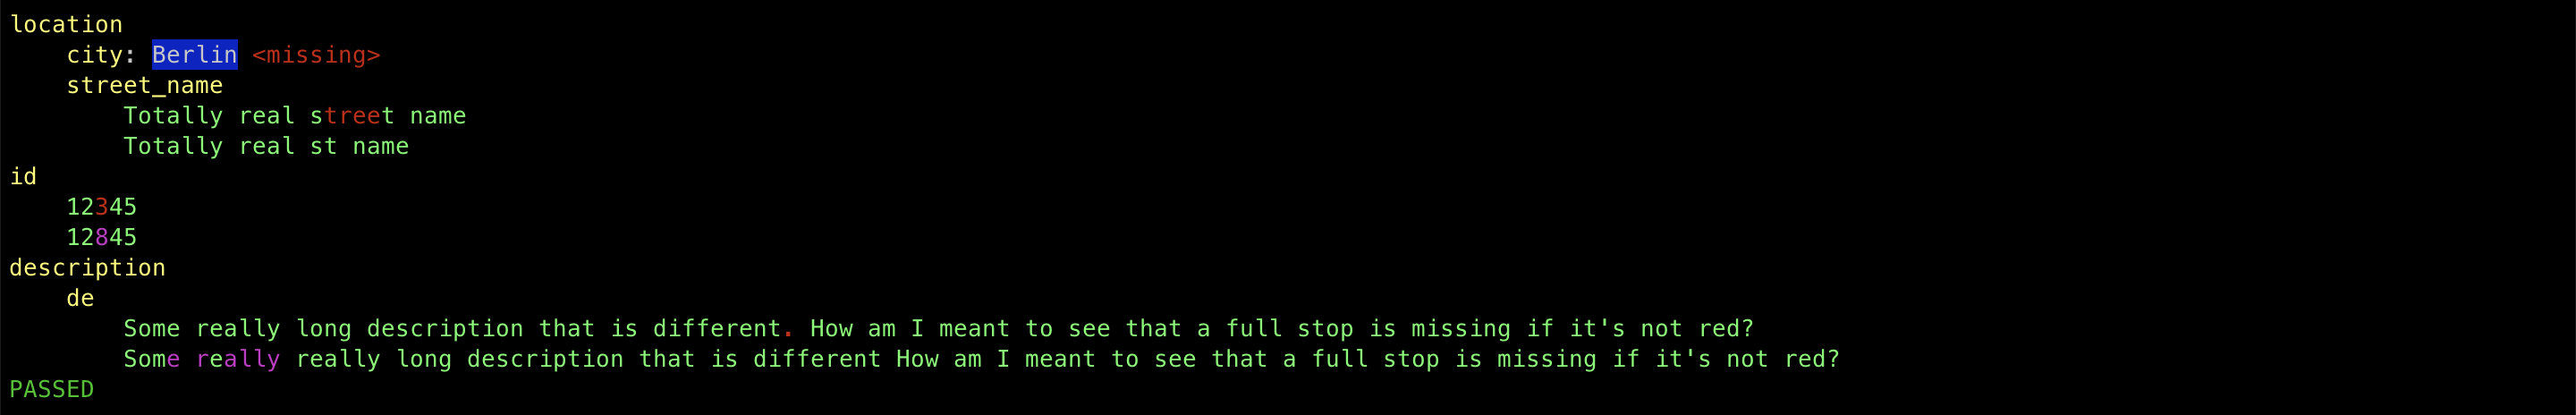 location
city: Berlin <missing>
street_name
Totally real street name
Totally real st name
id
12345
12845
description
de
Some really long description that is different. How am I meant to see that a full stop is missing if it's not red?
Some really really long description that is different How am I meant to see that a full stop is missing if it's not red?
PASSED